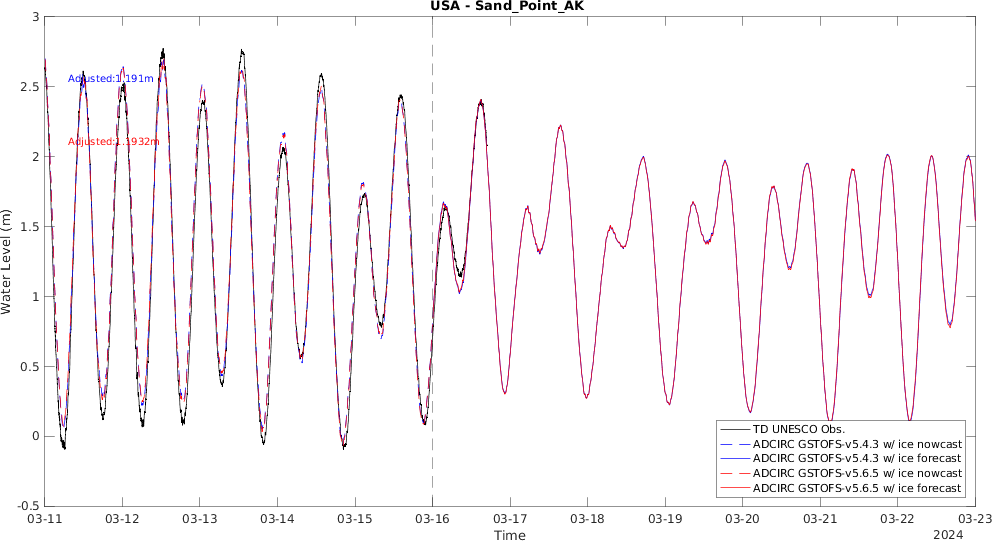 USA - Sand_Point_AK
3
2.5
2
1.5
1
0.5
0
-0.5
Water Level (m)
Adjusted:1.191m
Adjusted:1.1932m
TD UNESCO Obs.
ADCIRC GSTOFS-v5.4.3 w/ ice nowcast
ADCIRC GSTOFS-v5.4.3 w/ ice forecast
ADCIRC GSTOFS-v5.6.5 w/ ice nowcast
ADCIRC GSTOFS-v5.6.5 w/ ice forecast
03-11 03-12 03-13 03-14 03-15 03-16 03-17 03-18 03-19 03-20 03-21 03-22 03-23
Time
2024